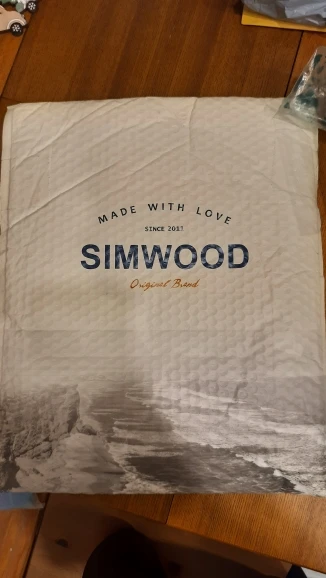 MADE WITH LOVE
SINCE 2017
SIMWOOD
Original Brand